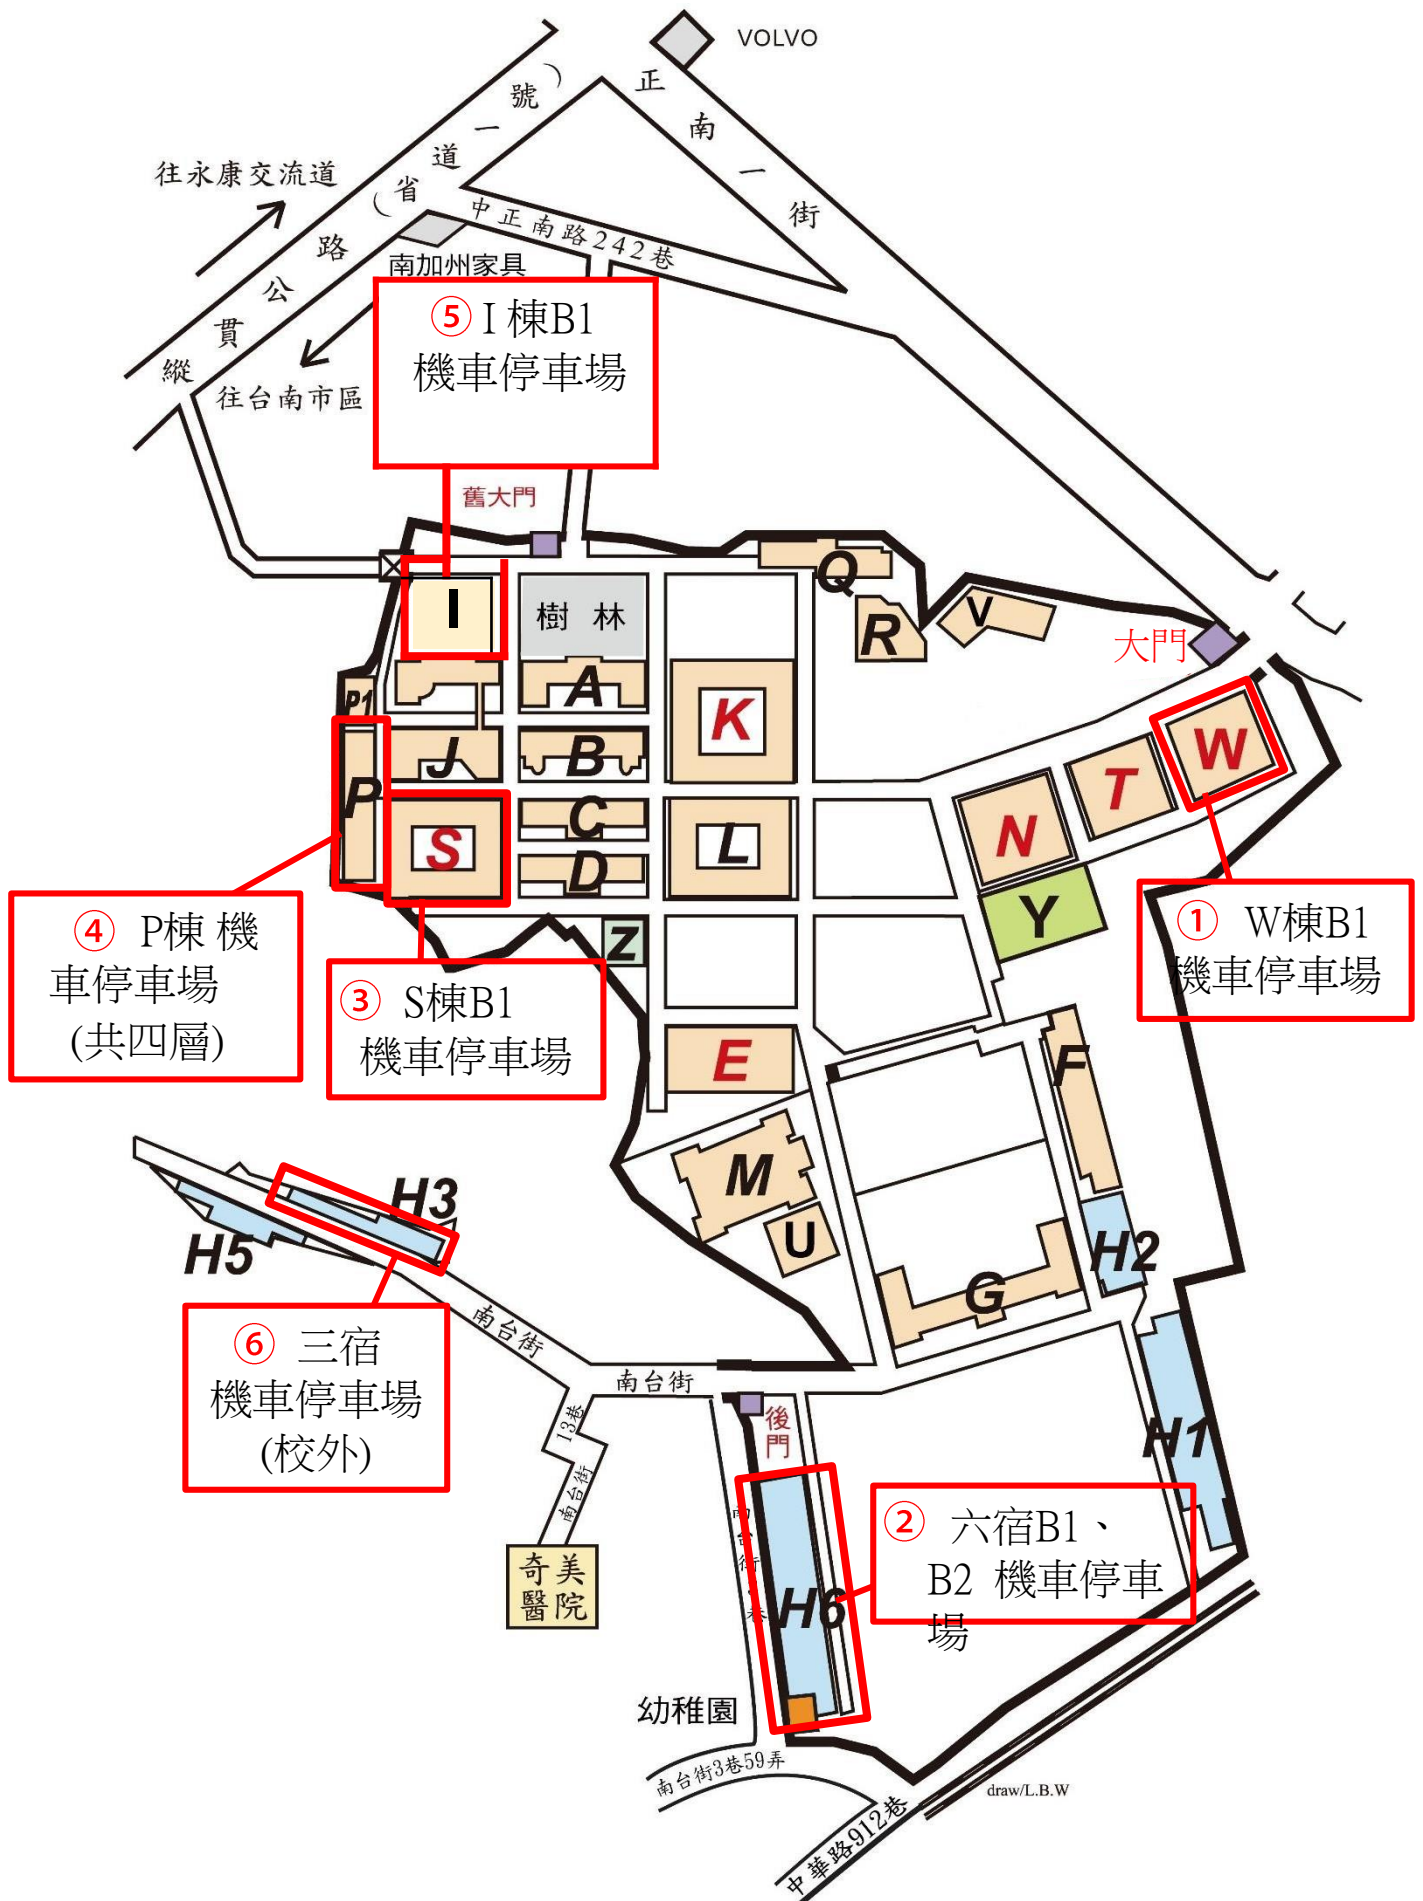 VOLVO
正南一街
縱貫公路（省道一號）
往永康交流道
中正南路242巷
南加州家具
往台南市區
⑤ I 棟B1
機車停車場
舊大門
Q
I
樹 林
R
V
大門
P1
A
K
W
J
B
T
P
C
N
S
L
D
④ P棟 機
車停車場
(共四層)
Y
① W棟B1
機車停車場
Z
③ S棟B1
機車停車場
E
F
M
H3
H5
U
H2
G
⑥ 三宿
機車停車場
(校外)
南台街
南台街
13巷
南台街
後門
H1
奇美
醫院
② 六宿B1、
B2 機車停車
場
H6
幼稚園
南台街3巷59弄
draw/L.B.W
中華路912巷